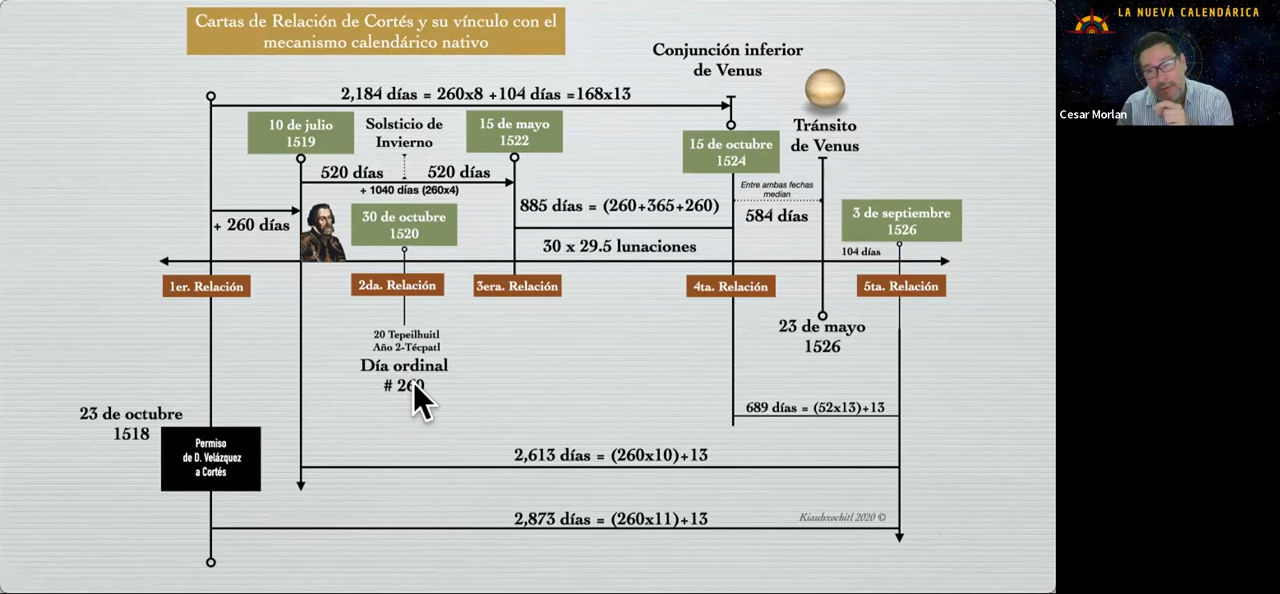 Cartas de Relación de Cortés y su vínculo con el
mecanismo calendárico nativo
LA NUEVA CALENDÁRICA
Cesar Morlan
Conjunción inferior
de Venus
2,184 días = 260x8 +104 días =168x13
10 de julio
1519
Solsticio de
Invierno
15 de mayo
1522
15 de octubre
1524
Tránsito
de Venus
520 días
520 días
+ 1040 días (260x4)
Entre ambas fechas
median
584 días
885 días = (260+365+260)
30 x 29.5 lunaciones
+ 260 días
30 de octubre
1520
3 de septiembre
1526
104 días
1er. Relación
2da. Relación
3era. Relación
4ta. Relación
5ta. Relación
20 Tepeilhuitl
Año 2-Técpatl
Día ordinal
# 260
23 de mayo
1526
23 de octubre
1518
Permiso
de D. Velázquez
a Cortés
689 días = (52x13)+13
2,613 días = (260x10)+13
2,873 días = (260x11)+13
Kiauhxochitl 2020 ©